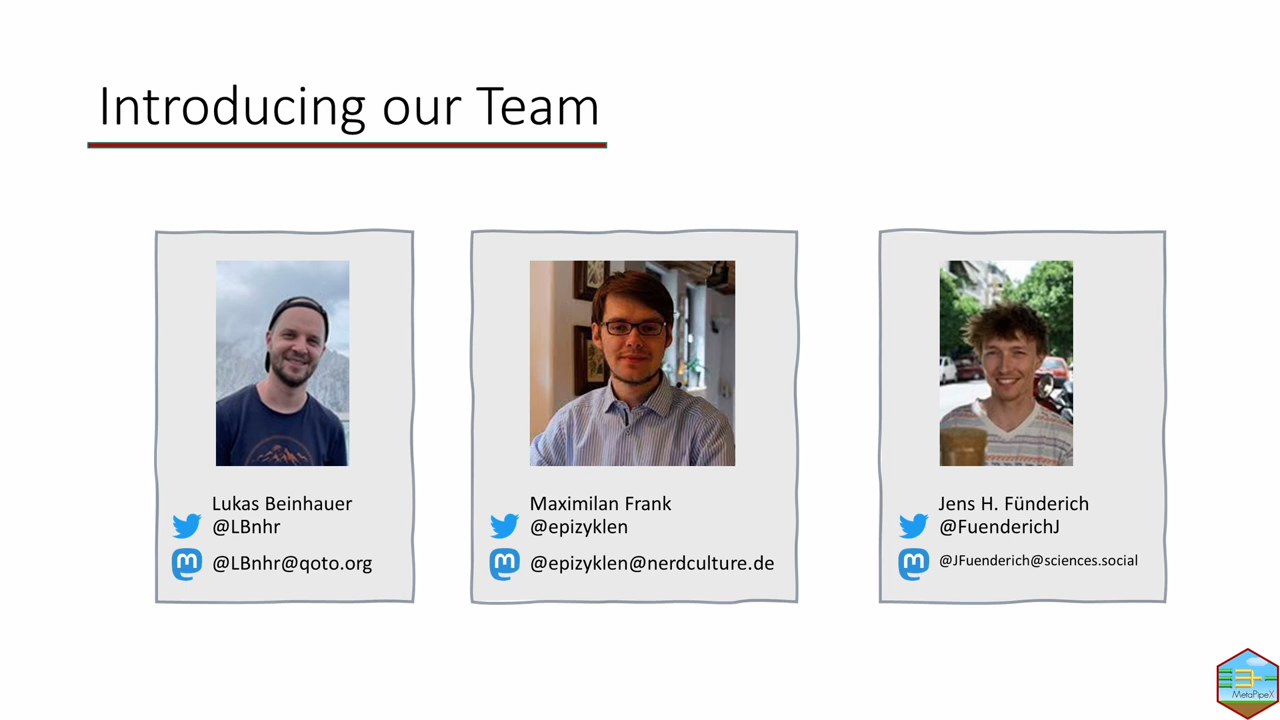 Introducing our Team
Lukas Beinhauer
@LBnhr
@LBnhr@qoto.org
Maximilan Frank
@epizyklen
@epizyklen@nerdculture.de
Jens H. Fünderich
@FuenderichJ
@JFuenderich@sciences.social
MetaPipeX